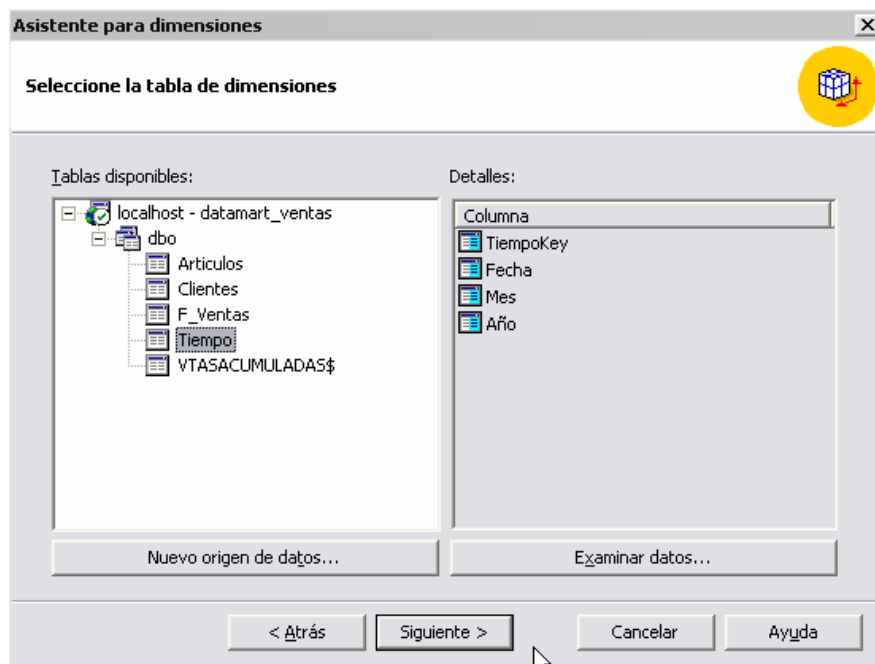 Asistente para dimensiones
Seleccione la tabla de dimensiones
Tablas disponibles:
localhost - datamart_ventas
dbo
Articulos
Clientes
F_Ventas
Tiempo
VTASACUMULADAS$
Nuevo origen de datos...
Detalles:
Columna
TiempoKey
Fecha
Mes
Año
Examinar datos...
< Atrás
Siguiente >
Cancelar
Ayuda